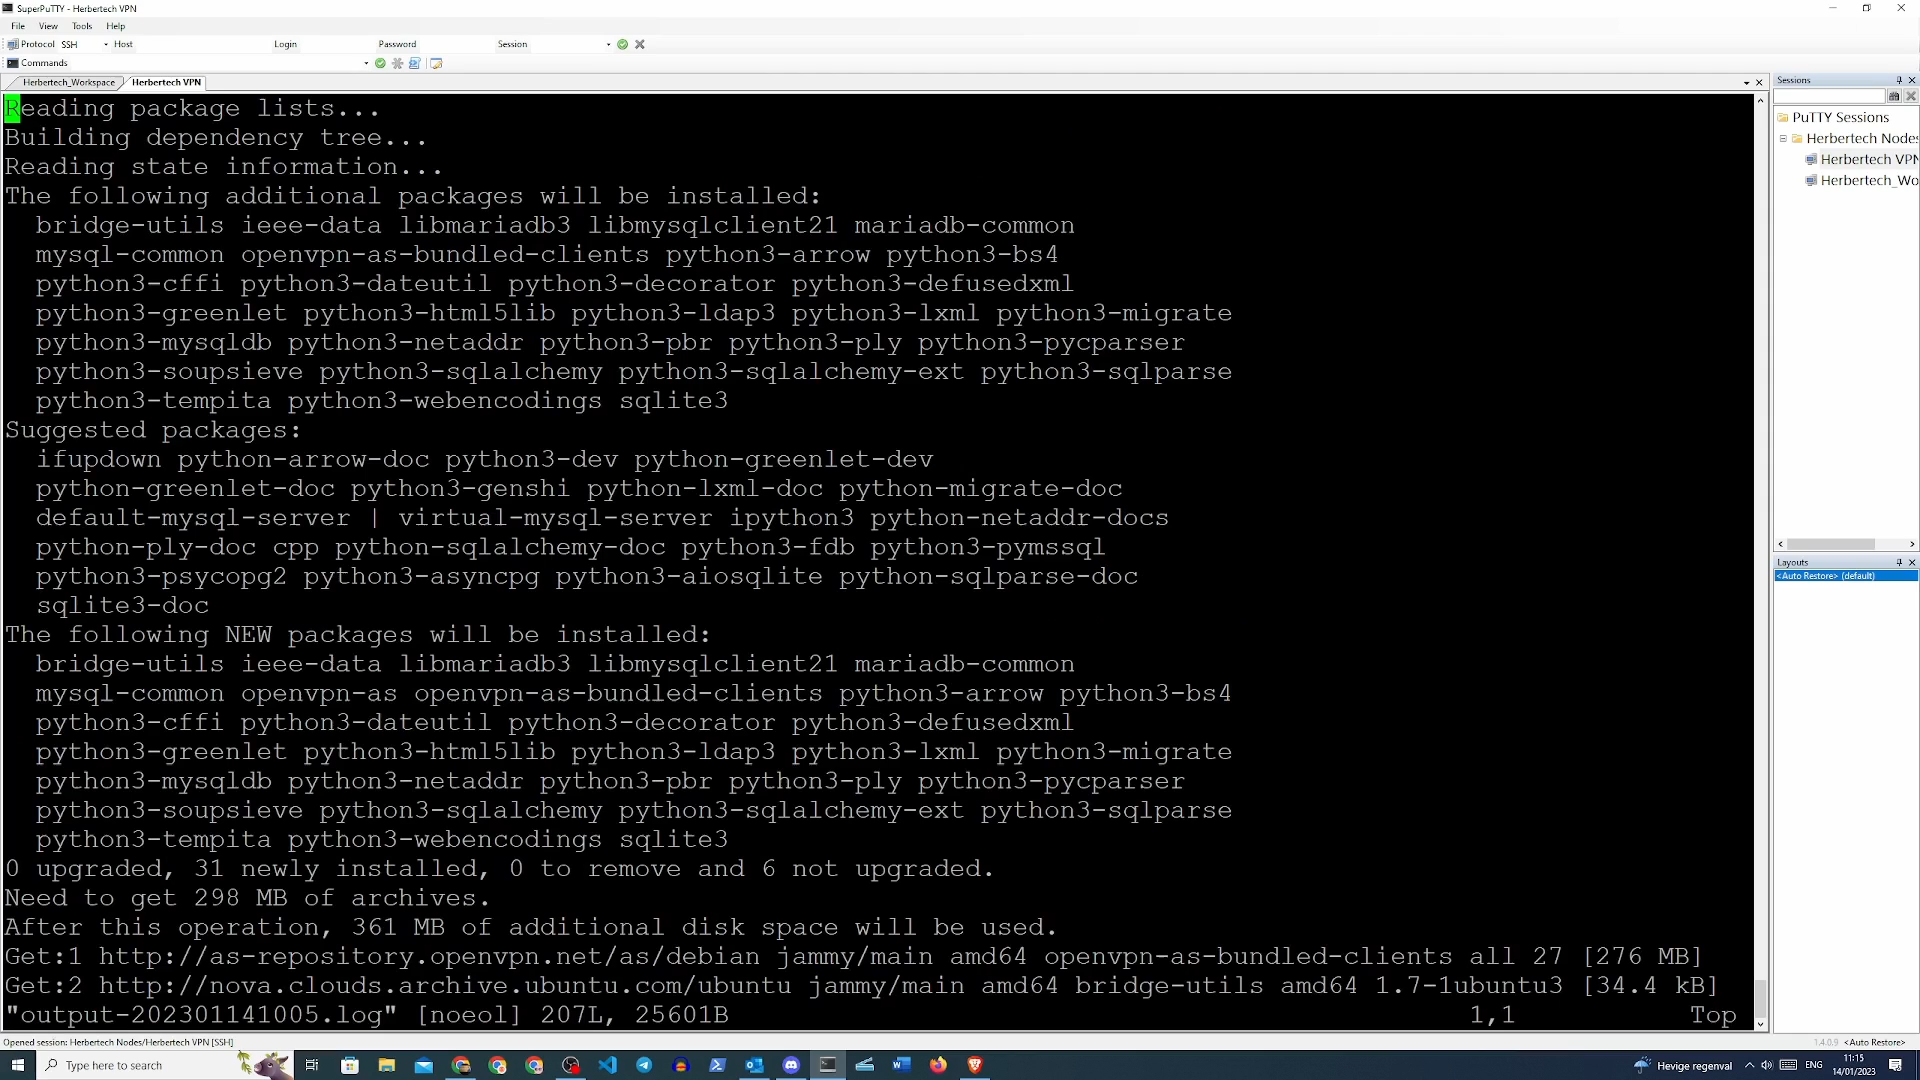 SuperPuTTY - Herbertech VPN
File View Tools Help
Protocol SSH Host Login Password Session
Commands
Herbertech_Workspace Herbertech VPN
Reading package lists...
Building dependency tree...
Reading state information...
The following additional packages will be installed:
bridge-utils ieee-data libmariadb3 libmysqlclient21 mariadb-common
mysql-common openvpn-as-bundled-clients python3-arrow python3-bs4
python3-cffi python3-dateutil python3-decorator python3-defusedxml
python3-greenlet python3-html5lib python3-ldap3 python3-lxml python3-migrate
python3-mysqldb python3-netaddr python3-pbr python3-ply python3-pycparser
python3-soupsieve python3-sqlalchemy python3-sqlalchemy-ext python3-sqlparse
python3-tempita python3-webencodings sqlite3
Suggested packages:
ifupdown python-arrow-doc python3-dev python-greenlet-dev
python-greenlet-doc python3-genshi python-lxml-doc python-migrate-doc
default-mysql-server | virtual-mysql-server ipython3 python-netaddr-docs
python-ply-doc cpp python-sqlalchemy-doc python3-fdb python3-pymssql
python3-psycopg2 python3-asyncpg python3-aiosqlite python-sqlparse-doc
sqlite3-doc
The following NEW packages will be installed:
bridge-utils ieee-data libmariadb3 libmysqlclient21 mariadb-common
mysql-common openvpn-as openvpn-as-bundled-clients python3-arrow python3-bs4
python3-cffi python3-dateutil python3-decorator python3-defusedxml
python3-greenlet python3-html5lib python3-ldap3 python3-lxml python3-migrate
python3-mysqldb python3-netaddr python3-pbr python3-ply python3-pycparser
python3-soupsieve python3-sqlalchemy python3-sqlalchemy-ext python3-sqlparse
python3-tempita python3-webencodings sqlite3
0 upgraded, 31 newly installed, 0 to remove and 6 not upgraded.
Need to get 298 MB of archives.
After this operation, 361 MB of additional disk space will be used.
Get:1 http://as-repository.openvpn.net/as/debian jammy/main amd64 openvpn-as-bundled-clients all 27 [276 MB]
Get:2 http://nova.clouds.archive.ubuntu.com/ubuntu jammy/main amd64 bridge-utils amd64 1.7-1ubuntu3 [34.4 kB]
"output-202301141005.log" [noeol] 207L, 25601B 1,1 Top
Sessions
PuTTY Sessions
Herbertech Nodes
Herbertech VPN
Herbertech_Wo
Layouts
<Auto Restore> (default)
Opened session: Herbertech Nodes/Herbertech VPN [SSH] 1.4.0.9 <Auto Restore>
Type here to search
Hevige regenval
ENG
11:15
14/01/2023